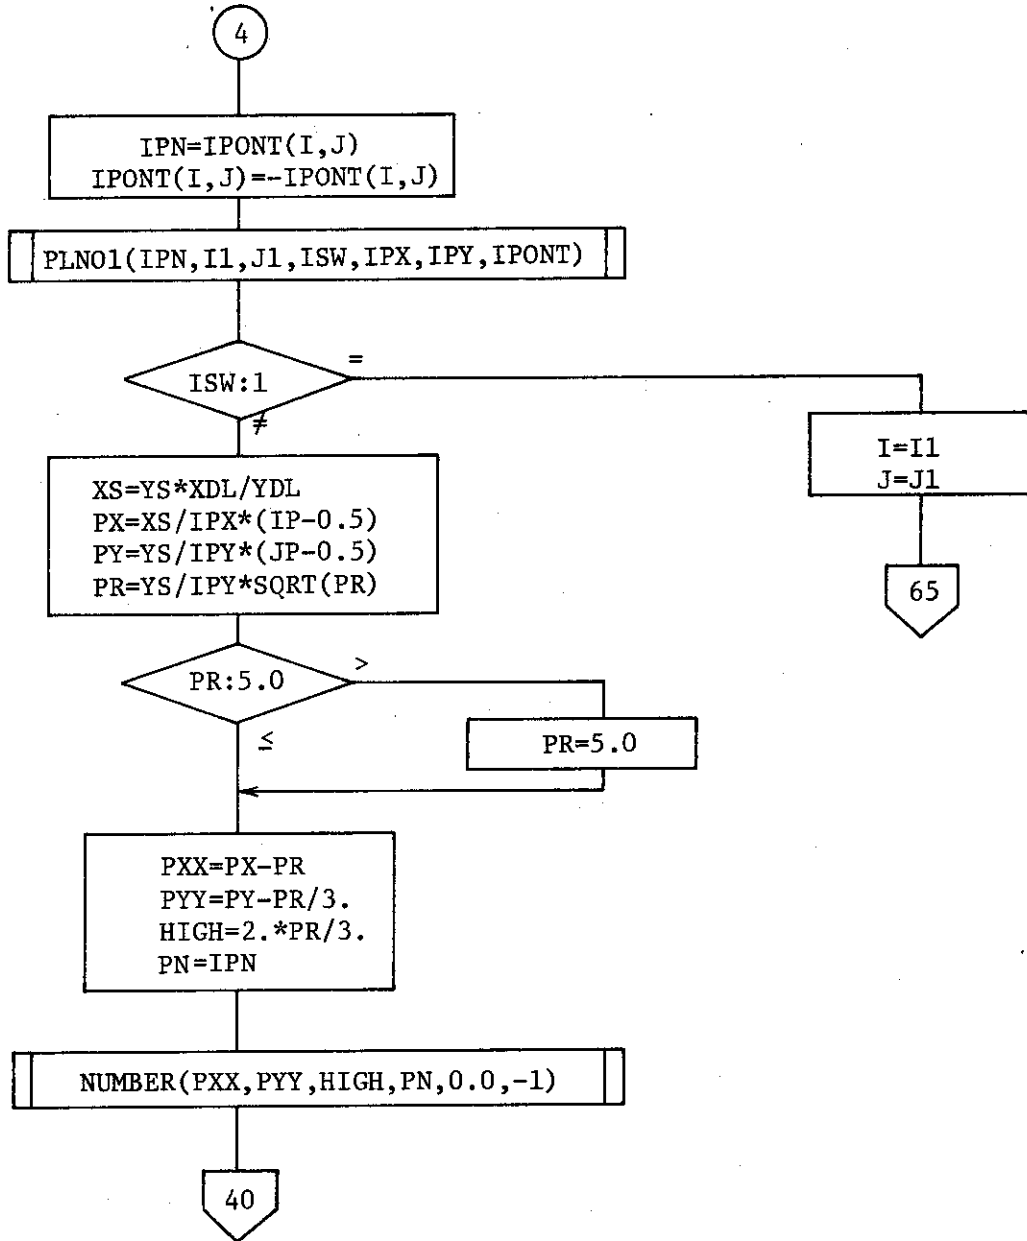 4
IPN=IPONT(I,J)
IPONT(I,J)=-IPONT(I,J)
PLNO1(IPN,I1,J1,ISW,IPX,IPY,IPONT)
ISW:1
=
≠
I=I1
J=J1
65
XS=YS*XDL/YDL
PX=XS/IPX*(IP-0.5)
PY=YS/IPY*(JP-0.5)
PR=YS/IPY*SQRT(PR)
PR:5.0
>
≤
PR=5.0
PXX=PX-PR
PYY=PY-PR/3.
HIGH=2.*PR/3.
PN=IPN
NUMBER(PXX,PYY,HIGH,PN,0.0,-1)
40